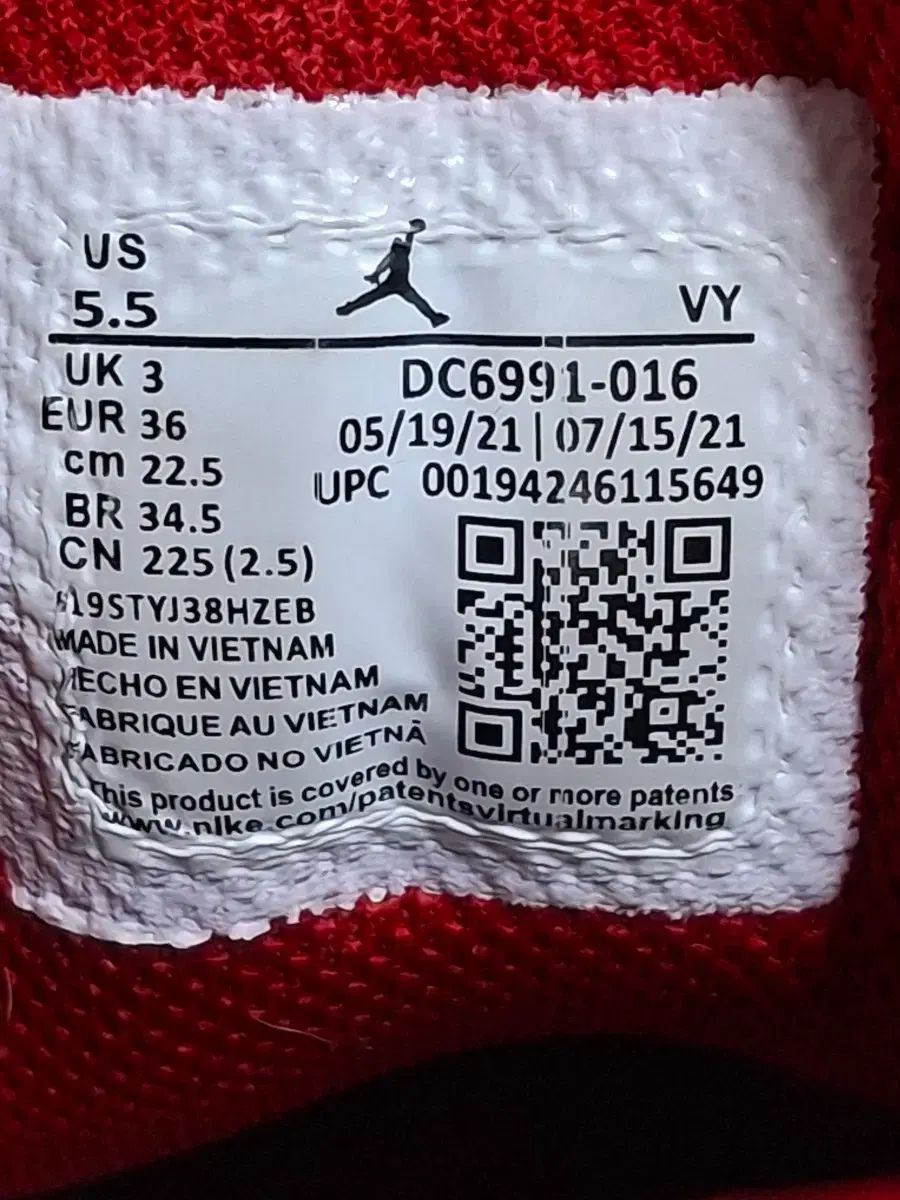 US
5.5
VY
UK 3
EUR 36
cm 22.5
BR 34.5
CN 225 (2.5)
DC6991-016
05/19/21 | 07/15/21
UPC 00194246115649
19STYJ38HZEB
MADE IN VIETNAM
HECHO EN VIETNAM
FABRIQUE AU VIETNAM
FABRICADO NO VIETNÃ
This product is covered by one or more patents
www.nike.com/patentsvirtualmarking